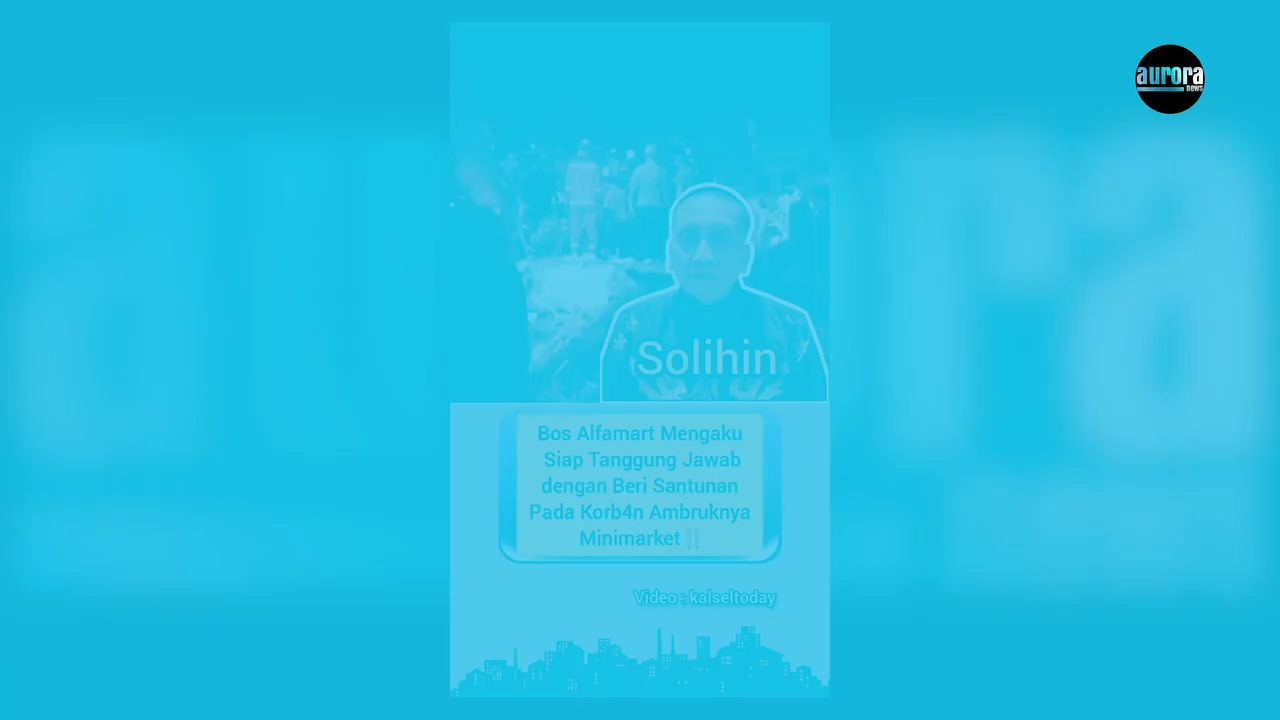 aurora
news
Solihin
Bos Alfamart Mengaku
Siap Tanggung Jawab
dengan Beri Santunan
Pada Korb4n Ambruknya
Minimarket ‼
Video : kalseltoday